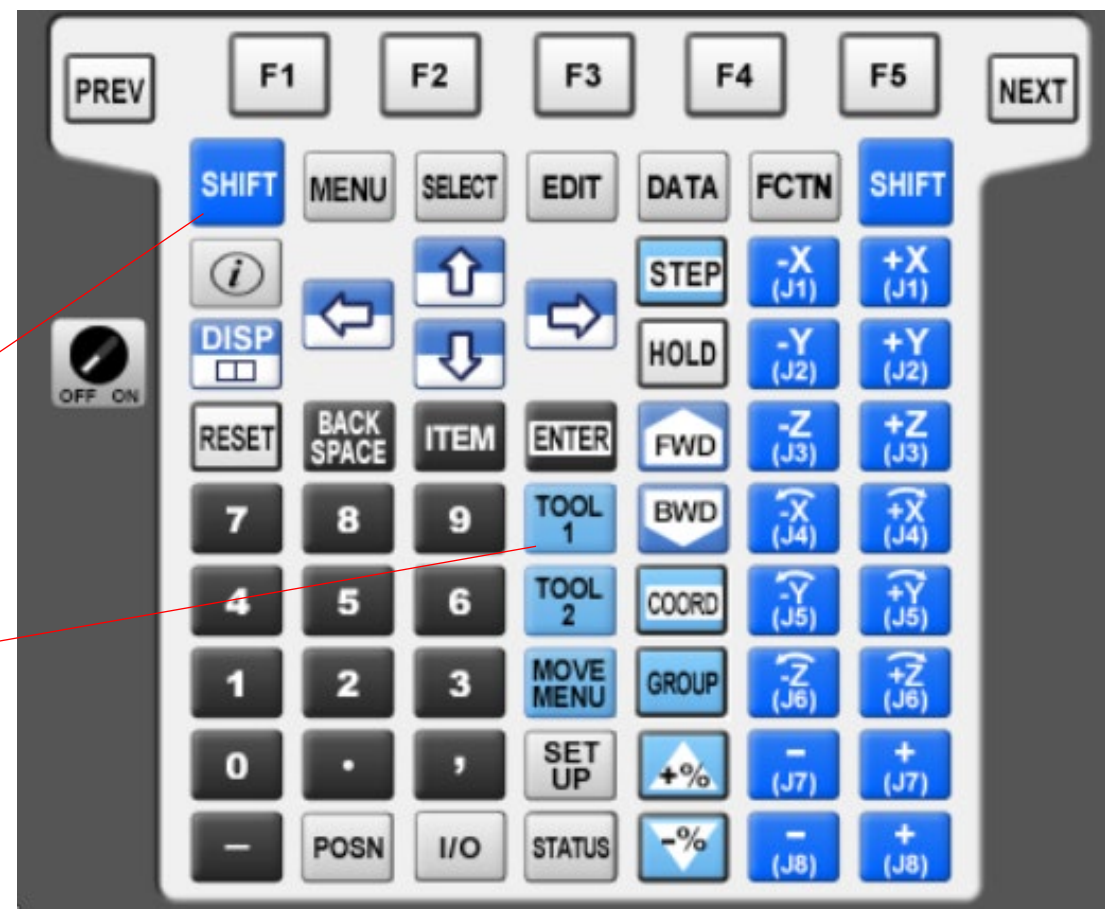 PREV F1 F2 F3 F4 F5 NEXT
SHIFT MENU SELECT EDIT DATA FCTN SHIFT
i STEP -X +X
(J1) (J1)
DISP HOLD -Y +Y
(J2) (J2)
OFF ON
RESET BACK SPACE ITEM ENTER FWD -Z +Z
(J3) (J3)
7 8 9 TOOL 1 BWD -X +X
(J4) (J4)
4 5 6 TOOL 2 COORD -Y +Y
(J5) (J5)
1 2 3 MOVE MENU GROUP -Z +Z
(J6) (J6)
0 . , SET UP +% - +
(J7) (J7)
- POSN I/O STATUS -% - +
(J8) (J8)